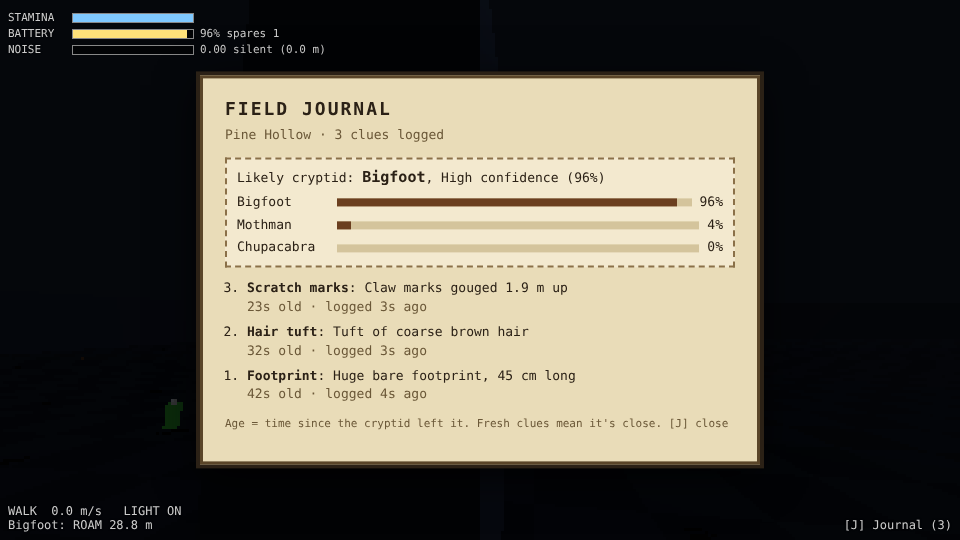 STAMINA
BATTERY 96% spares 1
NOISE 0.00 silent (0.0 m)
FIELD JOURNAL
Pine Hollow · 3 clues logged
Likely cryptid: Bigfoot, High confidence (96%)
Bigfoot 96%
Mothman 4%
Chupacabra 0%
3. Scratch marks: Claw marks gouged 1.9 m up
23s old · logged 3s ago
2. Hair tuft: Tuft of coarse brown hair
32s old · logged 3s ago
1. Footprint: Huge bare footprint, 45 cm long
42s old · logged 4s ago
Age = time since the cryptid left it. Fresh clues mean it's close. [J] close
WALK 0.0 m/s LIGHT ON
Bigfoot: ROAM 28.8 m
[J] Journal (3)